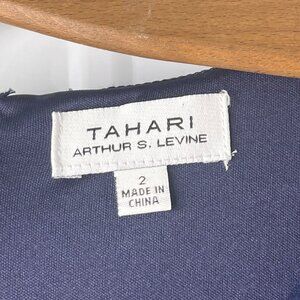 TAHARI
ARTHUR S. LEVINE
2
MADE IN
CHINA